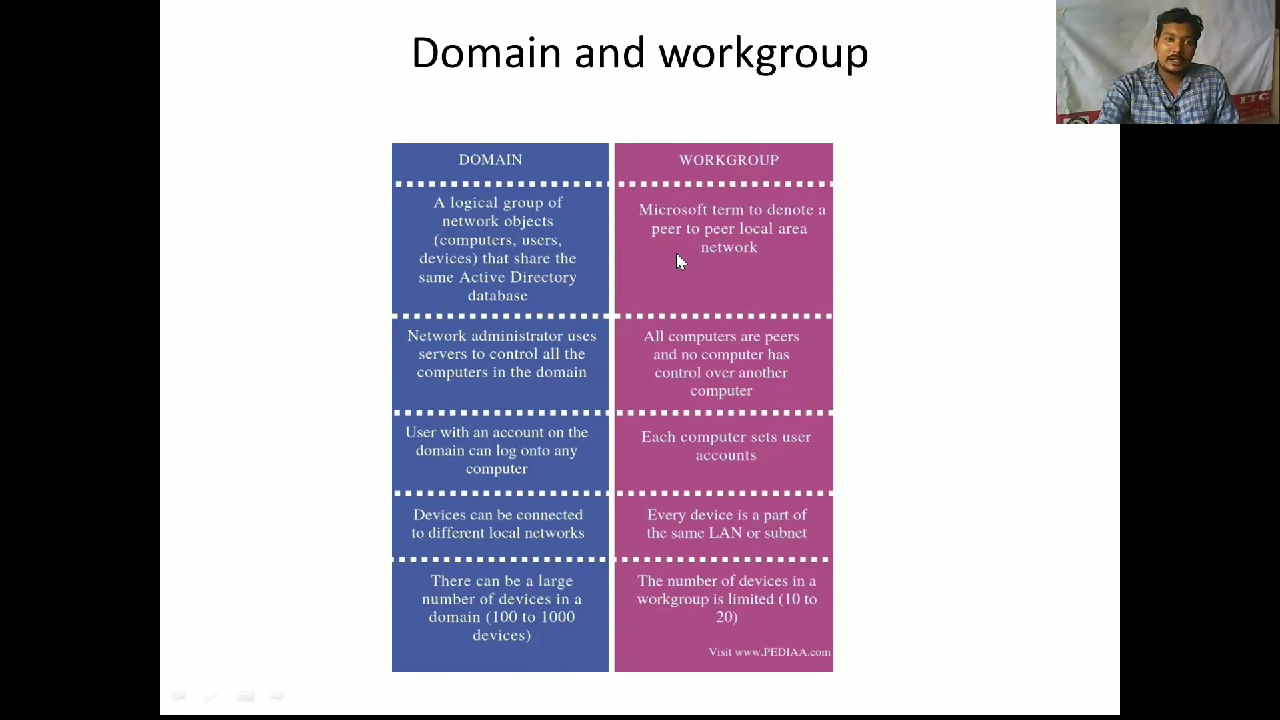 Domain and workgroup
ITC
DOMAIN
A logical group of
network objects
(computers, users,
devices) that share the
same Active Directory
database
Network administrator uses
servers to control all the
computers in the domain
User with an account on the
domain can log onto any
computer
Devices can be connected
to different local networks
There can be a large
number of devices in a
domain (100 to 1000
devices)
WORKGROUP
Microsoft term to denote a
peer to peer local area
network
All computers are peers
and no computer has
control over another
computer
Each computer sets user
accounts
Every device is a part of
the same LAN or subnet
The number of devices in a
workgroup is limited (10 to
20)
Visit www.PEDIAA.com